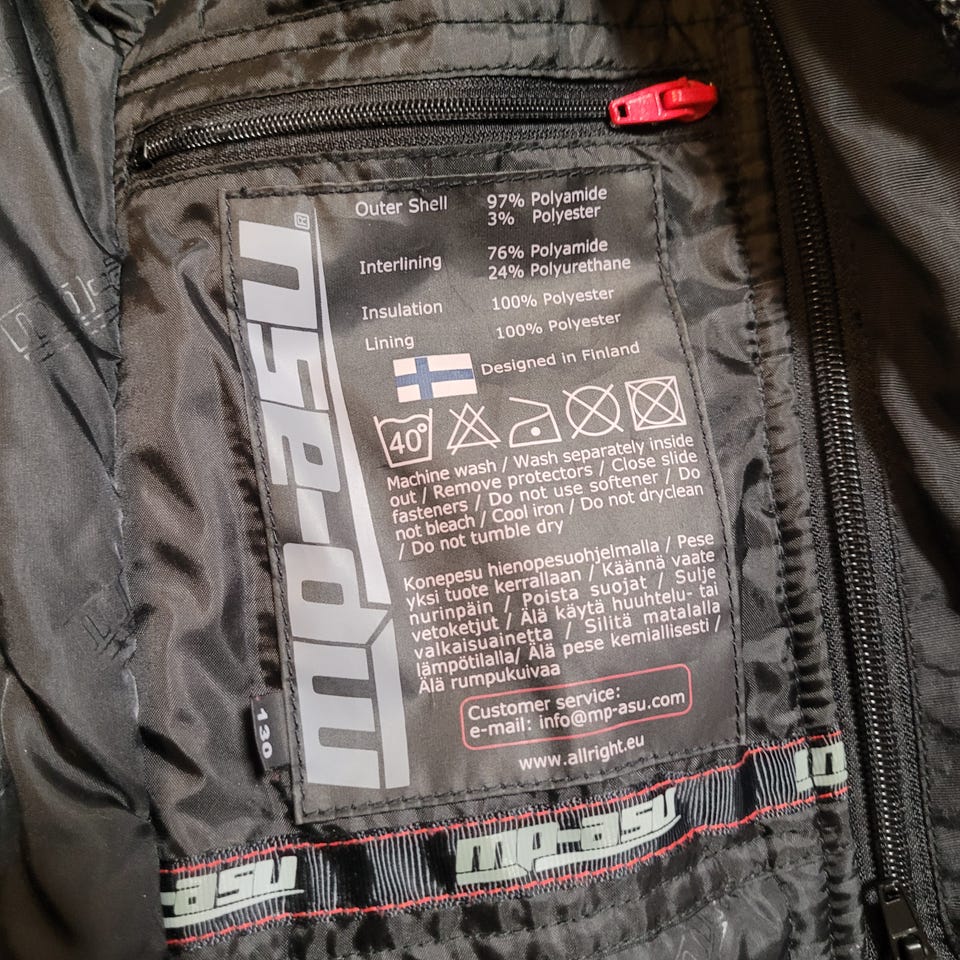 mp-asu®
Outer Shell 97% Polyamide
3% Polyester
Interlining 76% Polyamide
24% Polyurethane
Insulation 100% Polyester
Lining 100% Polyester
Designed in Finland
40°
Machine wash / Wash separately inside
out / Remove protectors / Close slide
fasteners / Do not use softener / Do
not bleach / Cool iron / Do not dryclean
/ Do not tumble dry
Konepesu hienopesuohjelmalla / Pese
yksi tuote kerrallaan / Käännä vaate
nurinpäin / Poista suojat / Sulje
vetoketjut / Älä käytä huuhtelu- tai
valkaisuainetta / Silitä matalalla
lämpötilalla/ Älä pese kemiallisesti /
Älä rumpukuivaa
Customer service:
e-mail: info@mp-asu.com
www.allright.eu
130
-asu
mp-asu
m